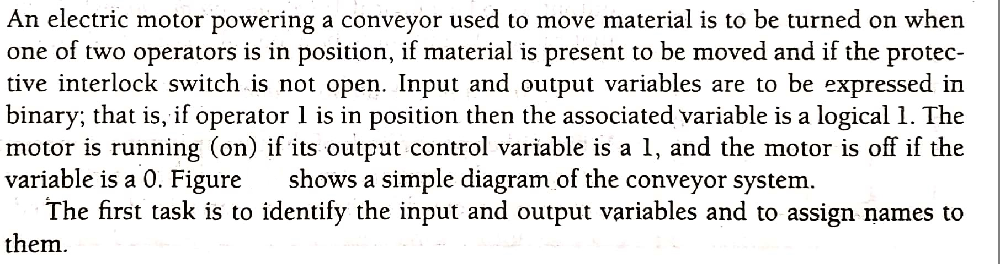 An electric motor powering a conveyor used to move material is to be turned on when
one of two operators is in position, if material is present to be moved and if the protec-
tive interlock switch is not open. Input and output variables are to be expressed in
binary; that is, if operator 1 is in position then the associated variable is a logical 1. The
motor is running (on) if its output control variable is a 1, and the motor is off if the
variable is a 0. Figure shows a simple diagram of the conveyor system.
The first task is to identify the input and output variables and to assign names to
them.